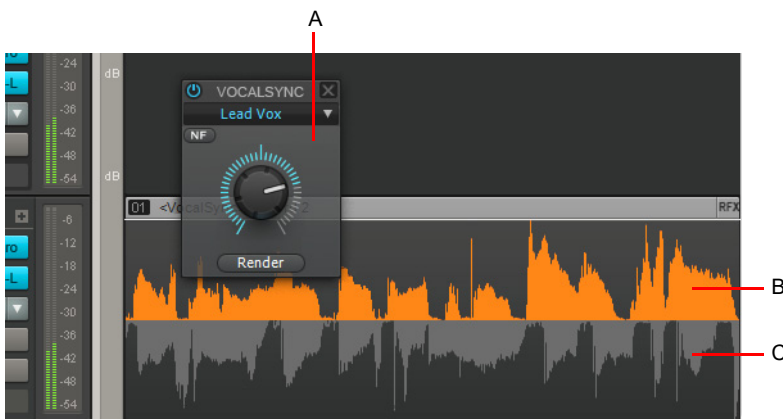 A
-24
-30
-36
-42
-48
-54
dB
dB
VOCALSYNC
Lead Vox
NF
Render
01 <VocalSy 2
RFX
-L
ro
-L
-6
-12
-18
-24
-30
-36
-42
-48
-54
B
C